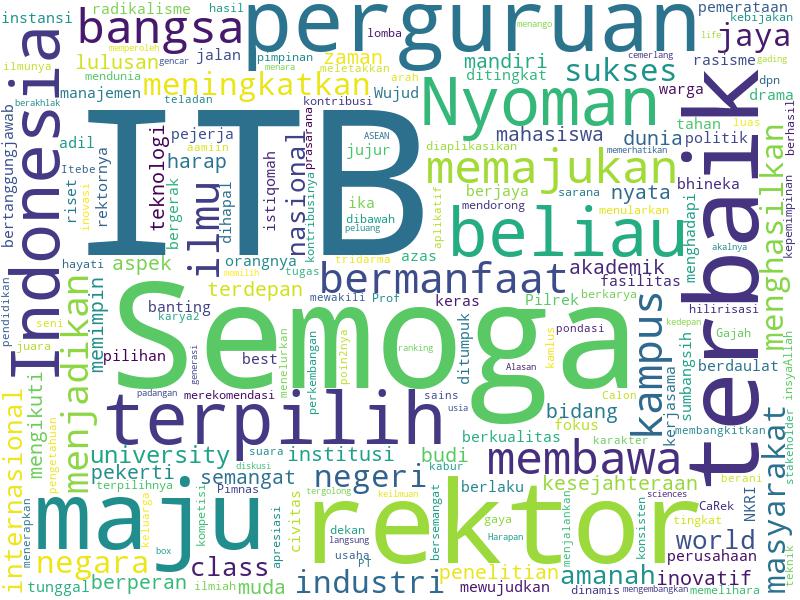 instansi
radikalisme
hasil
lomba
perguruan
menango
pemerataan
kebijakan
bangsa
ilmunya
memperoleh
gencar
jalan
pimpinan
zaman
mandiri
cemerlang
life
gading
jaya
lulusan
mendunia
menara
meletakkan
arah
ditingkat
sukses
rasisme
dpn
manajemen
meningkatkan
Wujud
Nyoman
warga
drama
berakhlak
teladan
kontribusi
Indonesia
bertanggungjawab
ITB
adil
pejerja
aamiin
prasarana
ASEAN
jujur
mahasiswa
dunia
tahan
luas
politik
berhasil
terbaik
Itebe
riset
inovasi
rektornya
teknologi
harap
bergerak
ilmu
dihapal
istiqomah
nasional
kontribusinya
diaplikasikan
memerhatikan
memajukan
bhineka
menghasilkan
kepemimpinan
ika
dibawah
peluang
aplikatif
berjaya
sarana
nyata
mendorong
menularkan
beliau
menghadapi
akalnya
hayati
aspek
orangnya
memilih
tridarma
tugas
azas
pendidikan
seni
juara
menjadikan
memimpin
terdepan
bermanfaat
akademik
fasilitas
mewakili
Prof
keras
Pilrek
berkarya
hilirisasi
banting
karya2
Semoga
kampus
kedepan
Gajah
pilihan
generasi
best
menelurkan
perkembangan
poin2nya
ranking
ditumpuk
Alasan
kamlus
pondasi
kerjasama
sumbangsih
berdaulat
insyaAllah
padangan
merekomendasi
sains
Calon
usia
membangkitkan
internasional
mengikuti
pengetahuan
terpilih
bidang
fokus
stakeholder
university
suara
institusi
budi
berkualitas
karakter
membawa
masyarakat
berani
pekerti
terpilihnya
diskusi
semangat
Pimnas
negeri
kabur
berlaku
kesejahteraan
tergolong
keilmuan
sciences
CaRek
NKRI
menerapkan
maju
keluarga
kompetisi
apresiasi
civitas
rektor
dekan
langsung
bersemangat
gaya
Harapan
menjalankan
konsisten
tingkat
world
teknik
negara
box
class
usaha
PT
penelitian
amanah
perusahaan
inovatif
tunggal
berperan
ilmiah
muda
industri
mewujudkan
dinamis
mengembangkan
memelihara